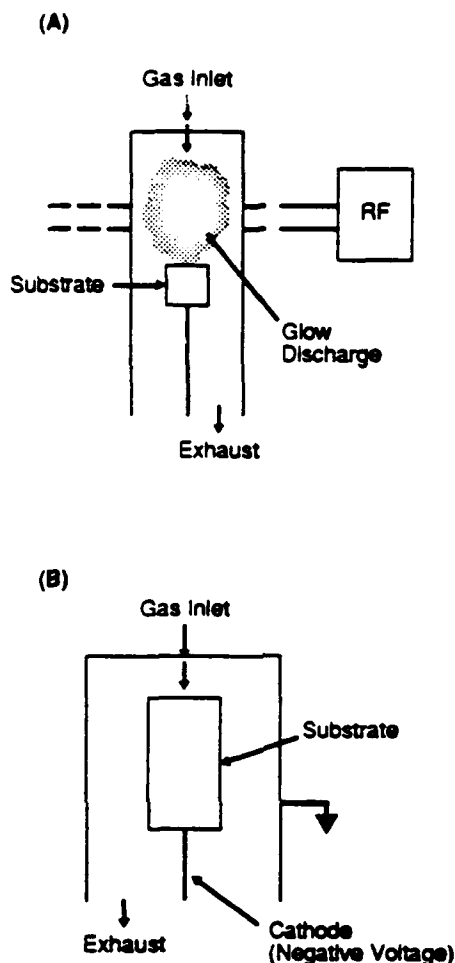 (A)
Gas Inlet
RF
Substrate
Glow
Discharge
Exhaust
(B)
Gas Inlet
Substrate
Cathode
(Negative Voltage)
Exhaust